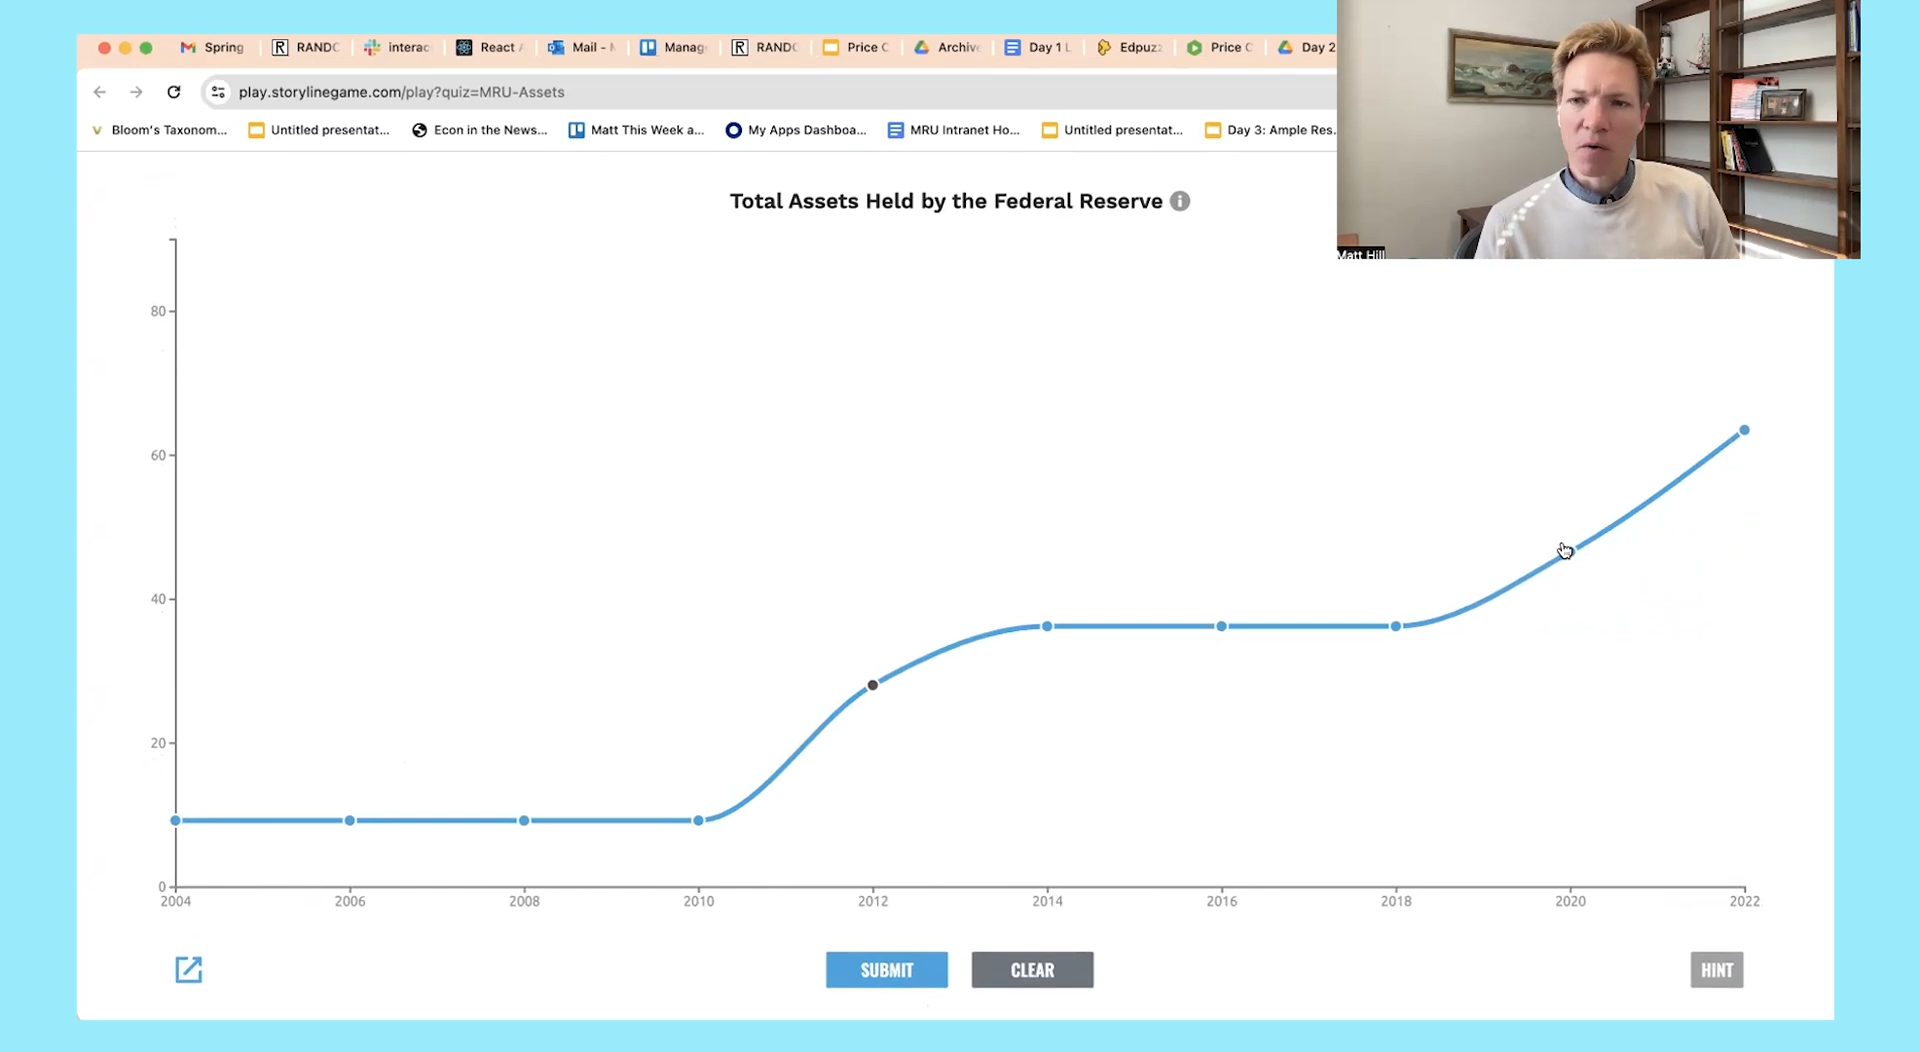 Spring
RANDO
interac
React
Mail -
Manag
RANDO
Price C
Archiv
Day 1 L
Edpuzz
Price C
Day 2
play.storylinegame.com/play?quiz=MRU-Assets
Bloom's Taxonom...
Untitled presentat...
Econ in the News...
Matt This Week a...
My Apps Dashboa...
MRU Intranet Ho...
Untitled presentat...
Day 3: Ample Res...
Matt Hill
Total Assets Held by the Federal Reserve
80
60
40
20
0
2004 2006 2008 2010 2012 2014 2016 2018 2020 2022
SUBMIT
CLEAR
HINT